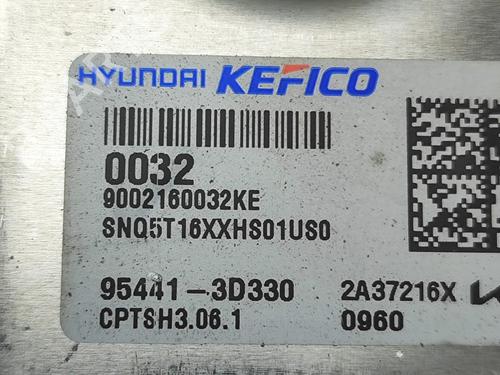 HYUNDAI KEFICO
0032
9002160032KE
SNQ5T16XXHS01US0
95441-3D330 2A37216X
CPTSH3.06.1 0960